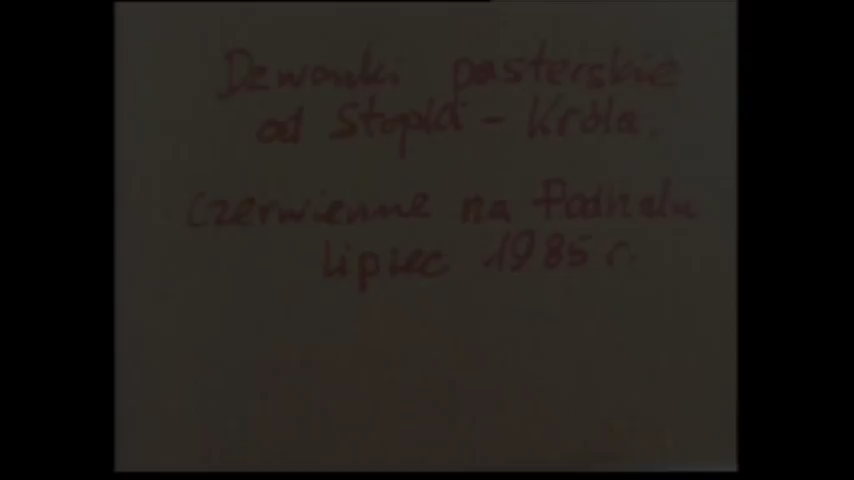 Dzwonki pasterskie
od Stopki - Króla.
Czerwienne na Podhalu
lipiec 1985 r.